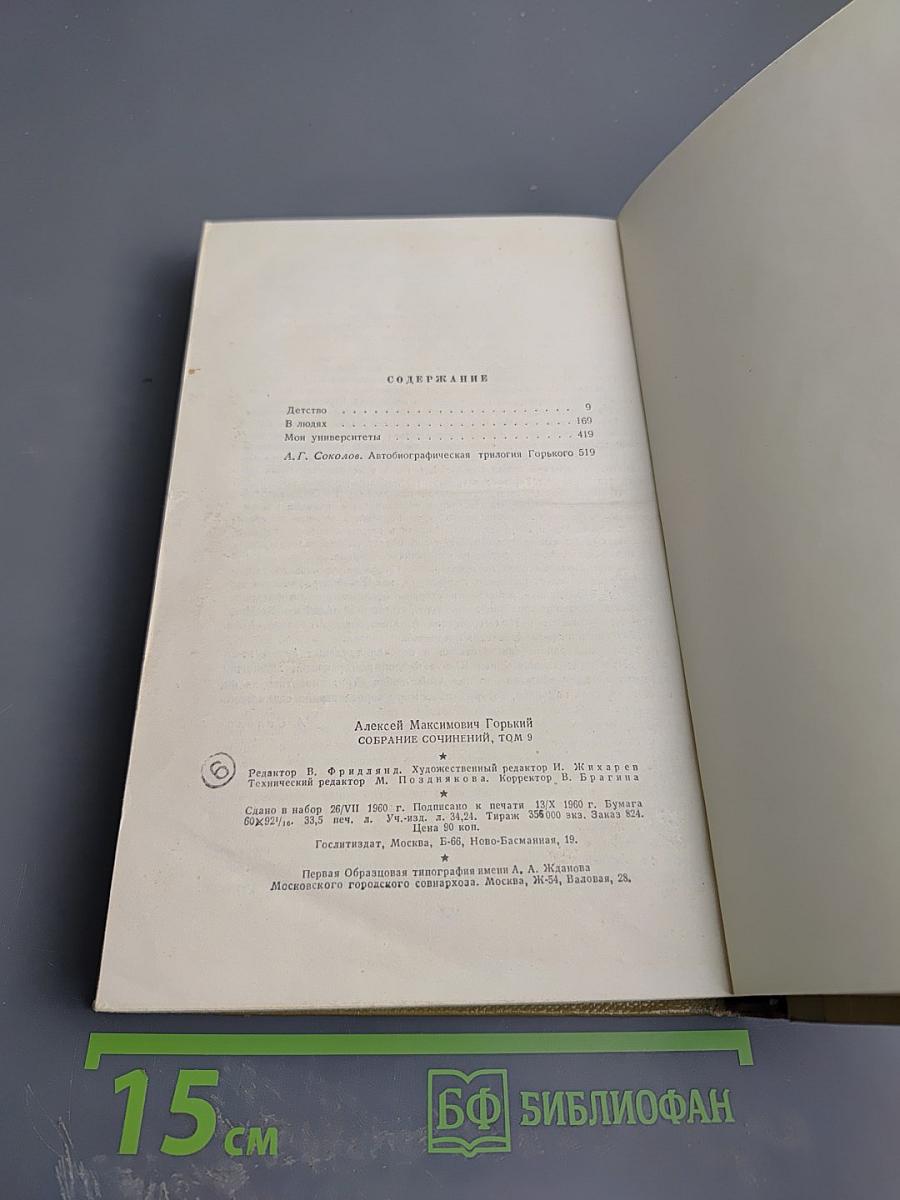 СОДЕРЖАНИЕ
Детство . . . . . . . . . . . . . . . . . . . . . . 9
В людях . . . . . . . . . . . . . . . . . . . . . . 169
Мои университеты . . . . . . . . . . . . . . . . . 419
А. Г. Соколов. Автобиографическая трилогия Горького 519
Алексей Максимович Горький
СОБРАНИЕ СОЧИНЕНИЙ, ТОМ 9
★
6
Редактор В. Фридлянд. Художественный редактор И. Жихарев
Технический редактор М. Позднякова. Корректор В. Брагина
★
Сдано в набор 26/VII 1960 г. Подписано к печати 13/X 1960 г. Бумага
60×92¹/₁₆. 33,5 печ. л. Уч.-изд. л. 34,24. Тираж 356 000 экз. Заказ 824.
Цена 90 коп.
Гослитиздат, Москва, Б-66, Ново-Басманная, 19.
★
Первая Образцовая типография имени А. А. Жданова
Московского городского совнархоза. Москва, Ж-54, Валовая, 28.
15 см
БФ БИБЛИОФАН